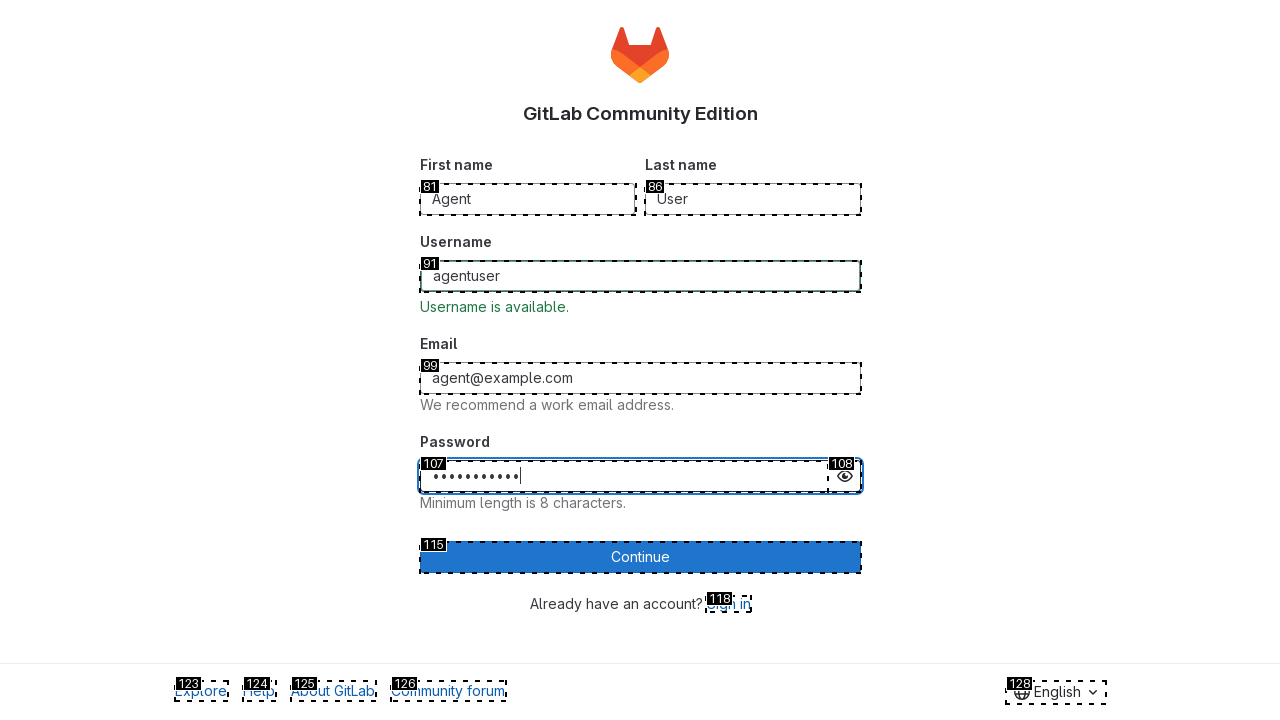 GitLab Community Edition
First name Last name
81 Agent 86 User
Username
91 agentuser
Username is available.
Email
99 agent@example.com
We recommend a work email address.
Password
107 ••••••••••• 108
Minimum length is 8 characters.
115 Continue
Already have an account? 118 Sign in
123 Explore 124 Help 125 About GitLab 126 Community forum 128 English